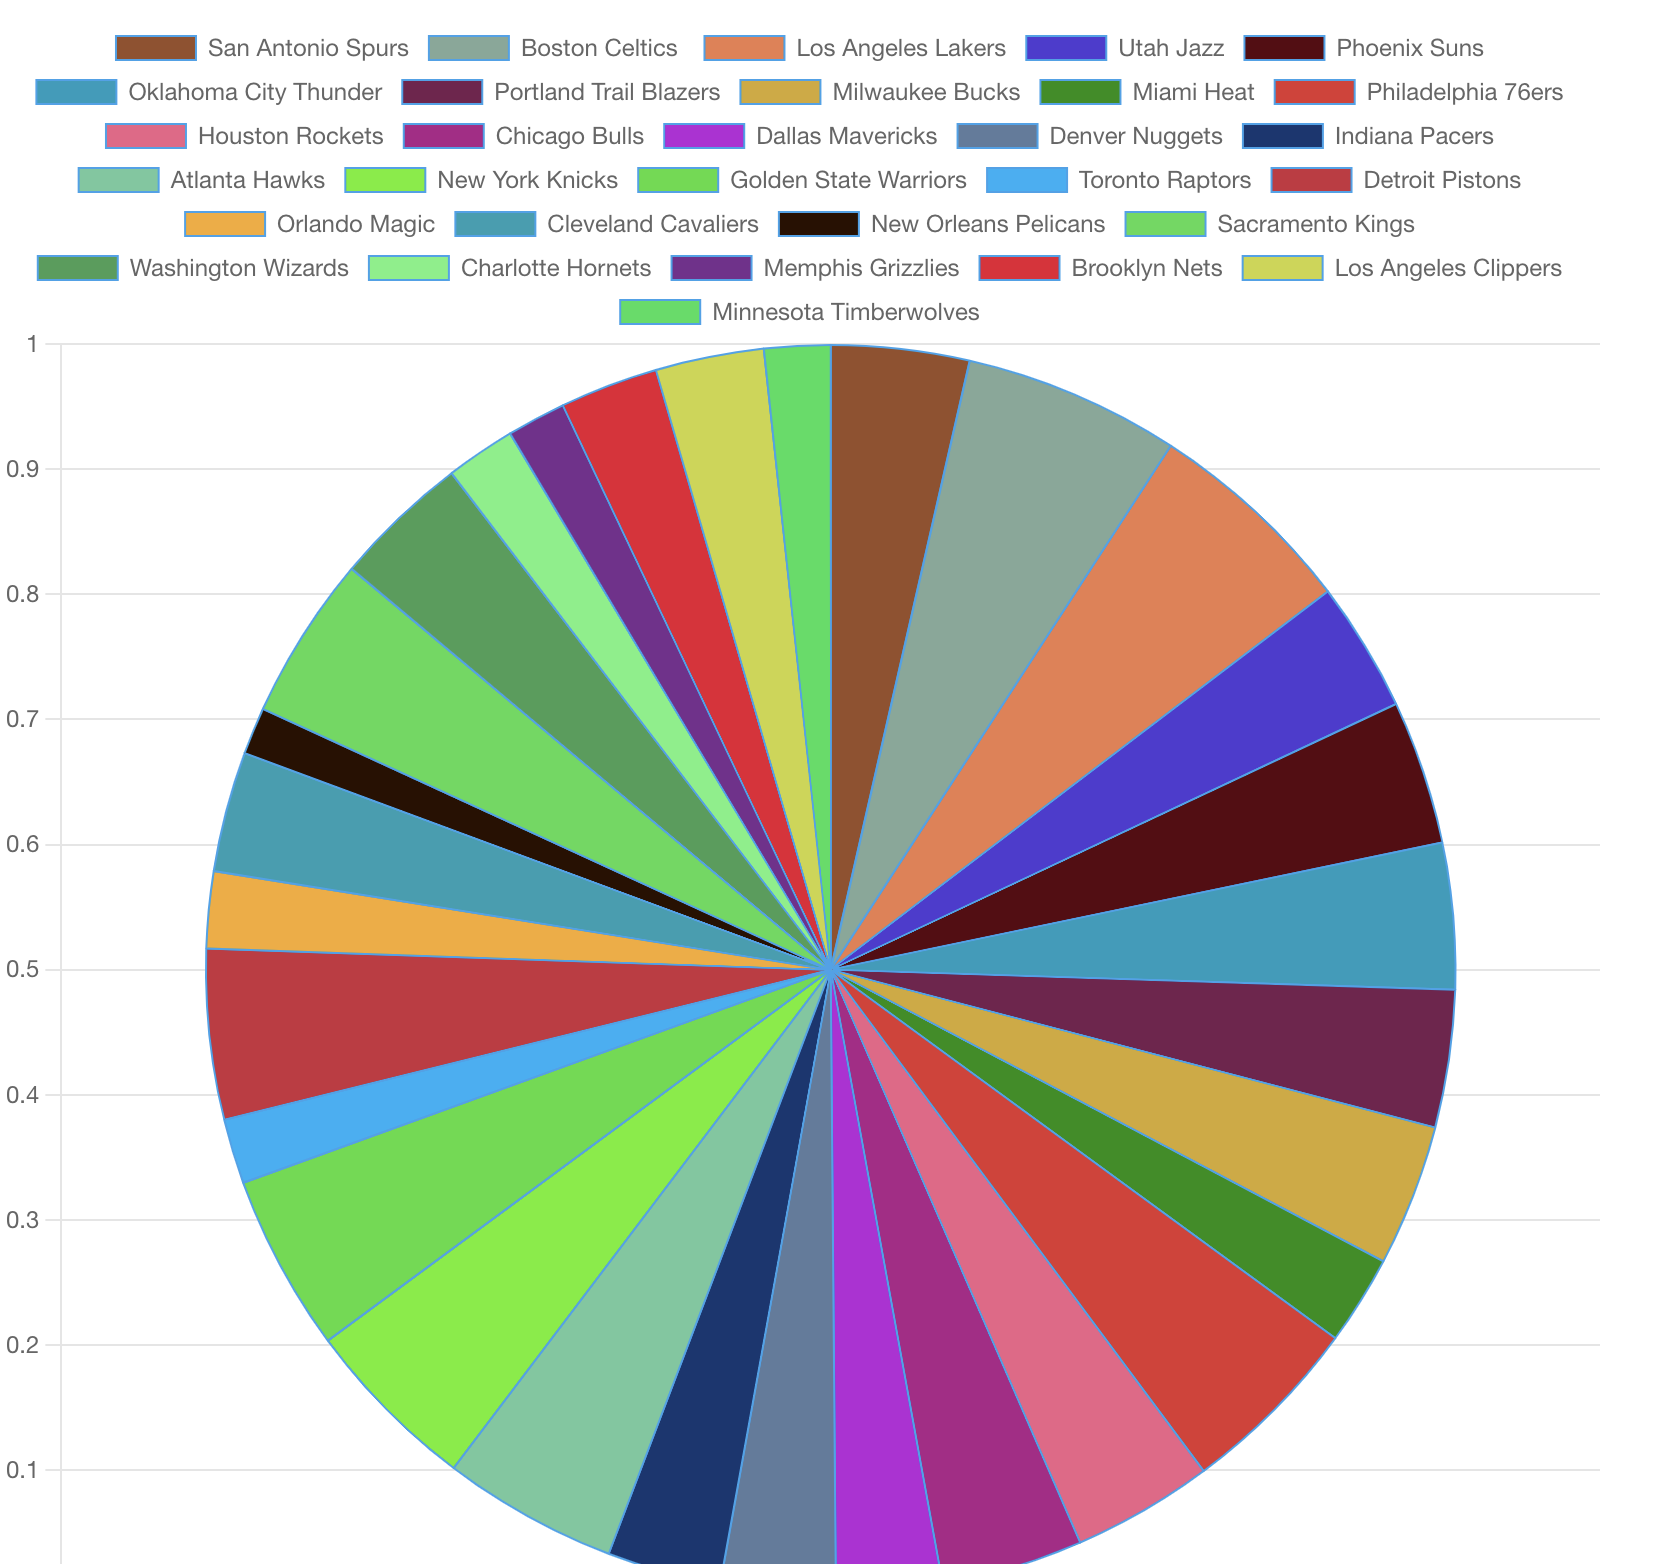 San Antonio Spurs Boston Celtics Los Angeles Lakers Utah Jazz Phoenix Suns
Oklahoma City Thunder Portland Trail Blazers Milwaukee Bucks Miami Heat Philadelphia 76ers
Houston Rockets Chicago Bulls Dallas Mavericks Denver Nuggets Indiana Pacers
Atlanta Hawks New York Knicks Golden State Warriors Toronto Raptors Detroit Pistons
Orlando Magic Cleveland Cavaliers New Orleans Pelicans Sacramento Kings
Washington Wizards Charlotte Hornets Memphis Grizzlies Brooklyn Nets Los Angeles Clippers
Minnesota Timberwolves
1
0.9
0.8
0.7
0.6
0.5
0.4
0.3
0.2
0.1